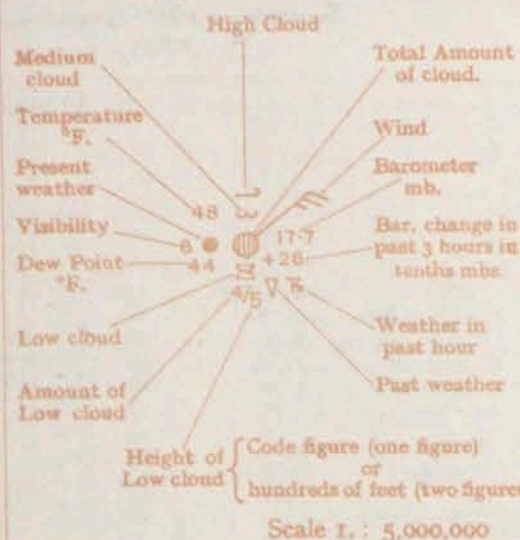 High Cloud
Medium
cloud
Total Amount
of cloud.
Temperature
°F.
Wind
Present
weather
Barometer
mb.
48
Visibility
6
17·7
Bar. change in
past 3 hours in
tenths mbs.
+26
Dew Point
°F.
44
4/5
Low cloud
Weather in
past hour
Amount of
Low cloud
Past weather
Height of
Low cloud
Code figure (one figure)
or
hundreds of feet (two figures
Scale 1. : 5,000,000